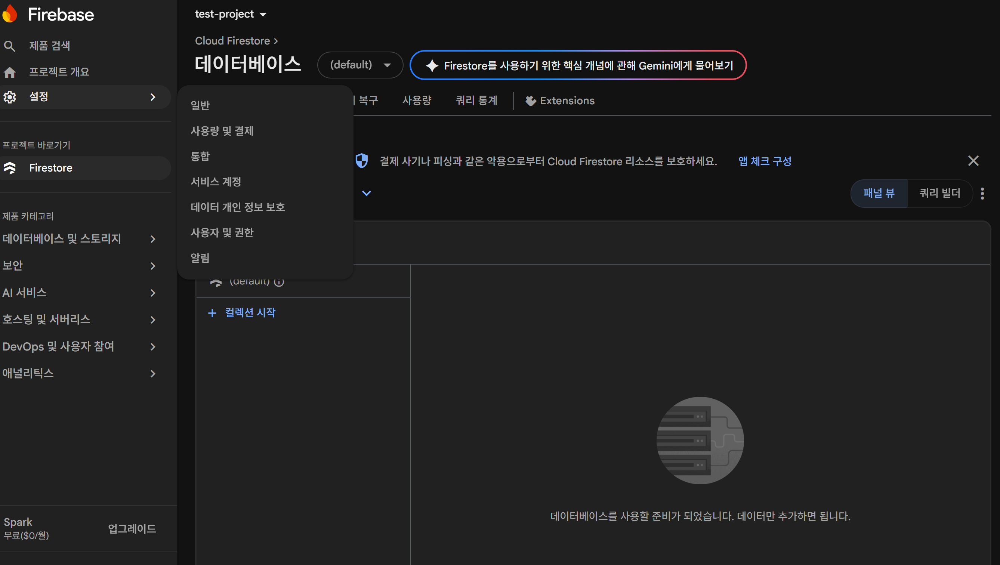 Firebase
제품 검색
프로젝트 개요
설정
프로젝트 바로가기
Firestore
제품 카테고리
데이터베이스 및 스토리지
보안
AI 서비스
호스팅 및 서버리스
DevOps 및 사용자 참여
애널리틱스
Spark
무료($0/월)
업그레이드
test-project
Cloud Firestore
데이터베이스
(default)
Firestore를 사용하기 위한 핵심 개념에 관해 Gemini에게 물어보기
일반
사용량 및 결제
통합
서비스 계정
데이터 개인 정보 보호
사용자 및 권한
알림
복구
사용량
쿼리 통계
Extensions
결제 사기나 피싱과 같은 악용으로부터 Cloud Firestore 리소스를 보호하세요.
앱 체크 구성
패널 뷰
쿼리 빌더
(default)
+ 컬렉션 시작
데이터베이스를 사용할 준비가 되었습니다. 데이터만 추가하면 됩니다.